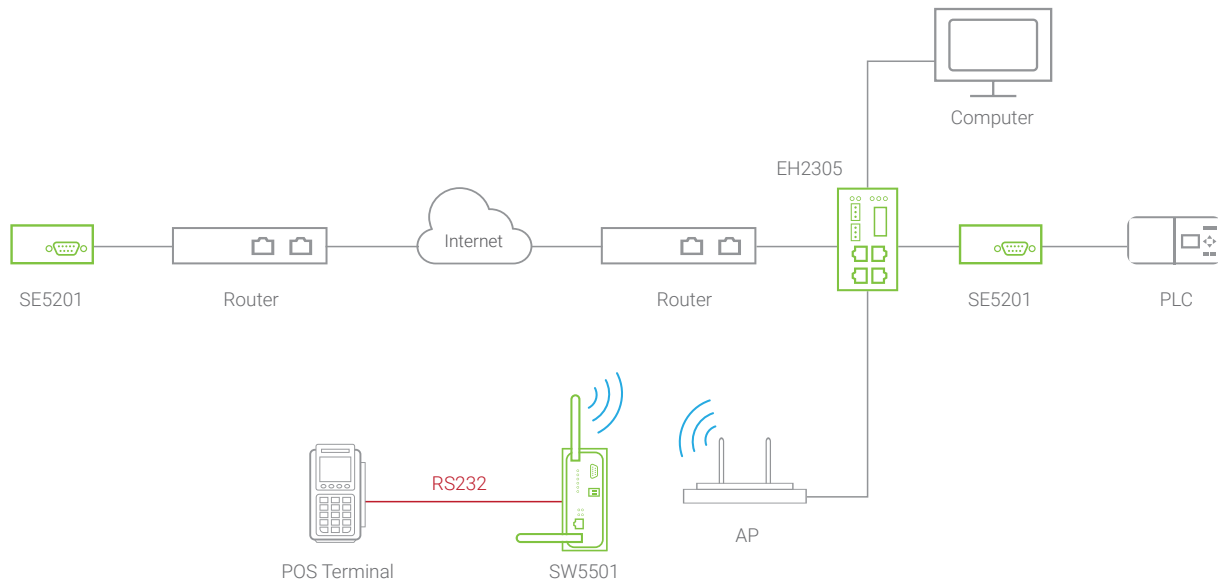 Computer
EH2305
Internet
SE5201
Router
Router
SE5201
PLC
RS232
AP
POS Terminal
SW5501